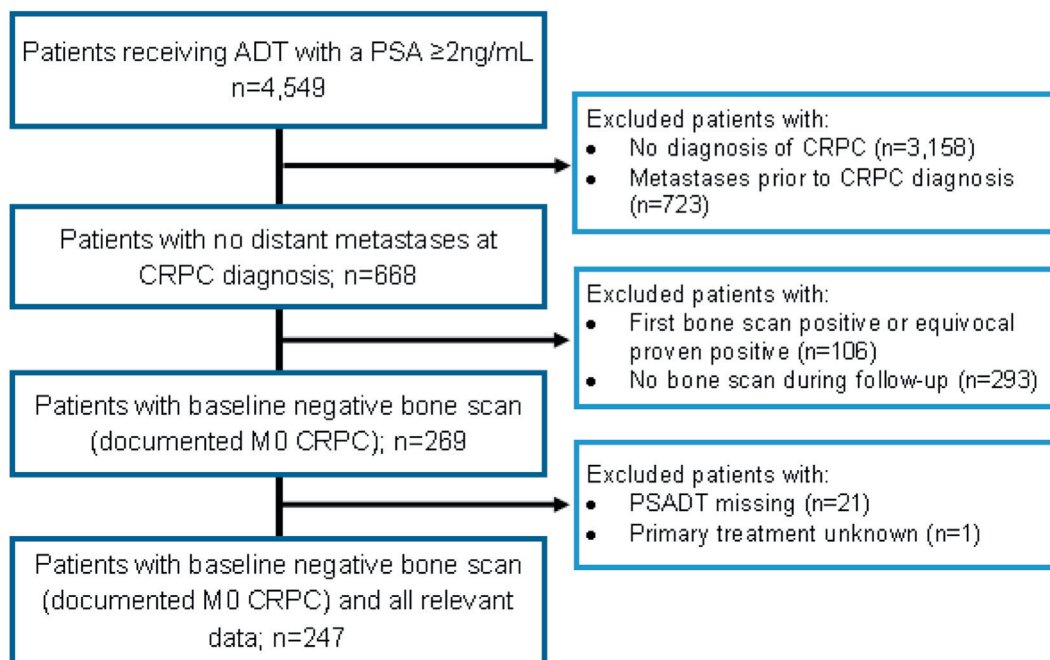 Patients receiving ADT with a PSA ≥2ng/mL
n=4,549
Excluded patients with:
• No diagnosis of CRPC (n=3,158)
• Metastases prior to CRPC diagnosis
(n=723)
Patients with no distant metastases at
CRPC diagnosis; n=668
Excluded patients with:
• First bone scan positive or equivocal
proven positive (n=106)
• No bone scan during follow-up (n=293)
Patients with baseline negative bone scan
(documented M0 CRPC); n=269
Excluded patients with:
• PSADT missing (n=21)
• Primary treatment unknown (n=1)
Patients with baseline negative bone scan
(documented M0 CRPC) and all relevant
data; n=247